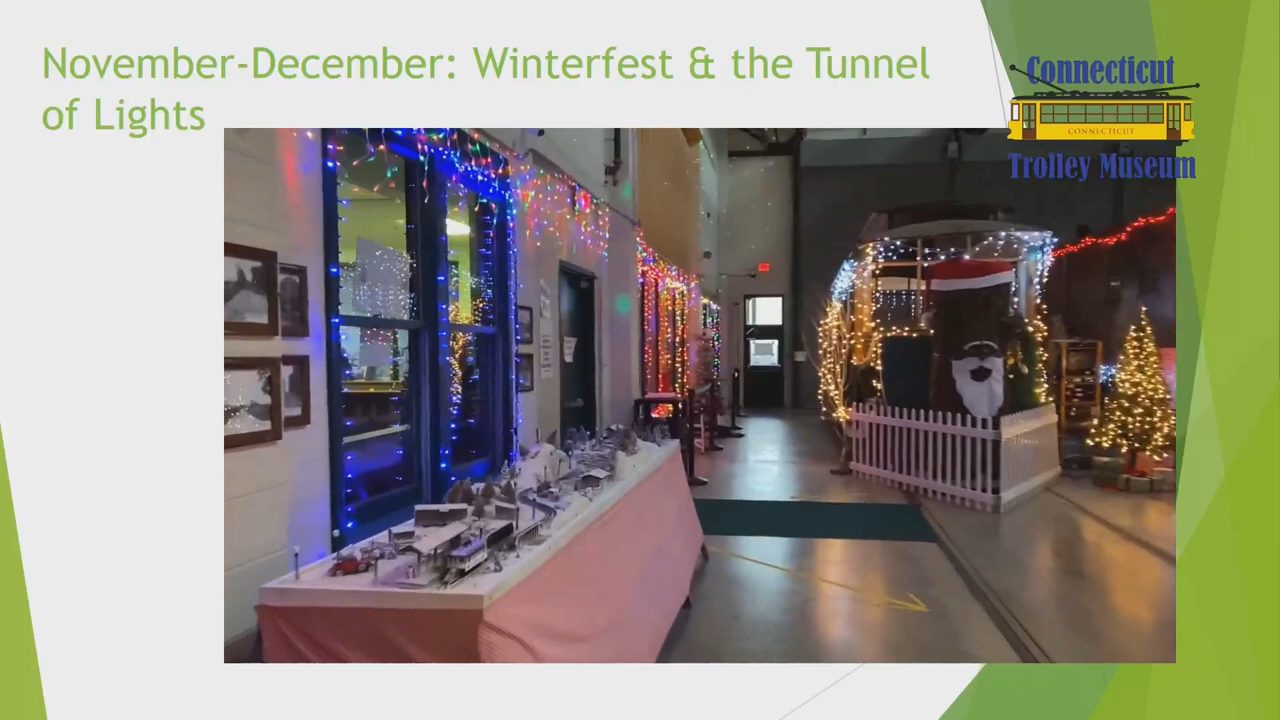 November-December: Winterfest & the Tunnel
of Lights
Connecticut
CONNECTICUT
Trolley Museum